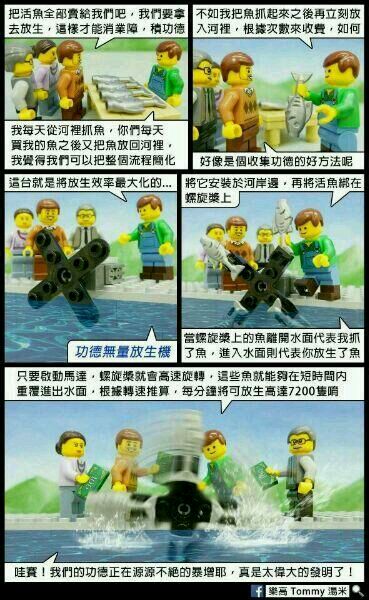 把活魚全部賣給我們吧，我們要拿
去放生，這樣才能消業障，積功德
我每天從河裡抓魚，你們每天
買我的魚之後又把魚放回河裡，
我覺得我們可以把整個流程簡化
不如我把魚抓起來之後再立刻放
入河裡，根據次數來收費，如何
好像是個收集功德的好方法呢
這台就是將放生效率最大化的...
功德無量放生機
將它安裝於河岸邊，再將活魚綁在
螺旋槳上
當螺旋槳上的魚離開水面代表我抓
了魚，進入水面則代表你放生了魚
只要啟動馬達，螺旋槳就會高速旋轉，這些魚就能夠在短時間內
重覆進出水面，根據轉速推算，每分鐘將可放生高達7200隻唷
哇賽！我們的功德正在源源不絕的暴增耶，真是太偉大的發明了！
f 樂高 Tommy 湯米